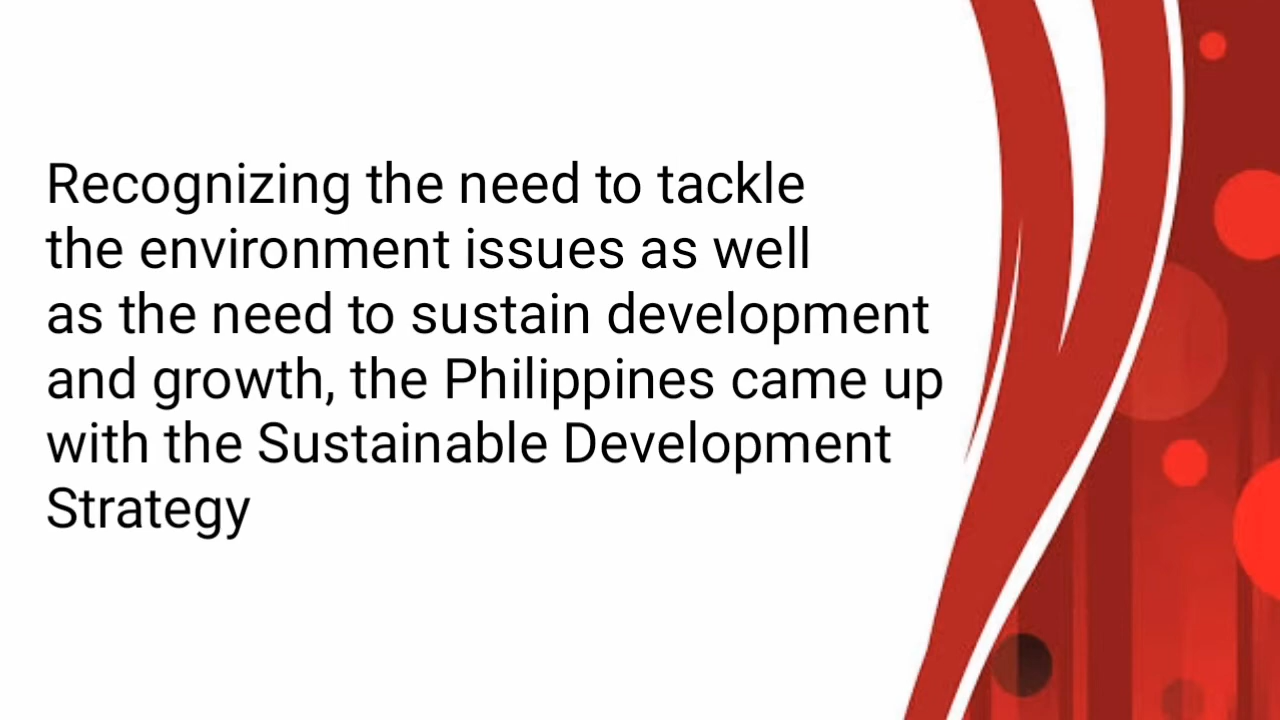 Recognizing the need to tackle
the environment issues as well
as the need to sustain development
and growth, the Philippines came up
with the Sustainable Development
Strategy